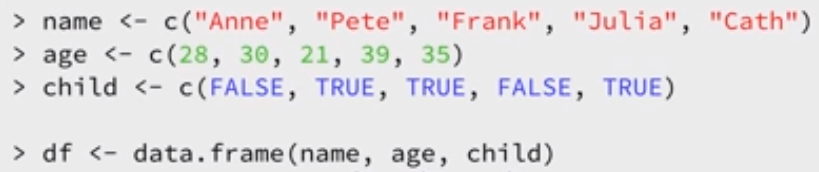 > name <- c("Anne", "Pete", "Frank", "Julia", "Cath")
> age <- c(28, 30, 21, 39, 35)
> child <- c(FALSE, TRUE, TRUE, FALSE, TRUE)
> df <- data.frame(name, age, child)